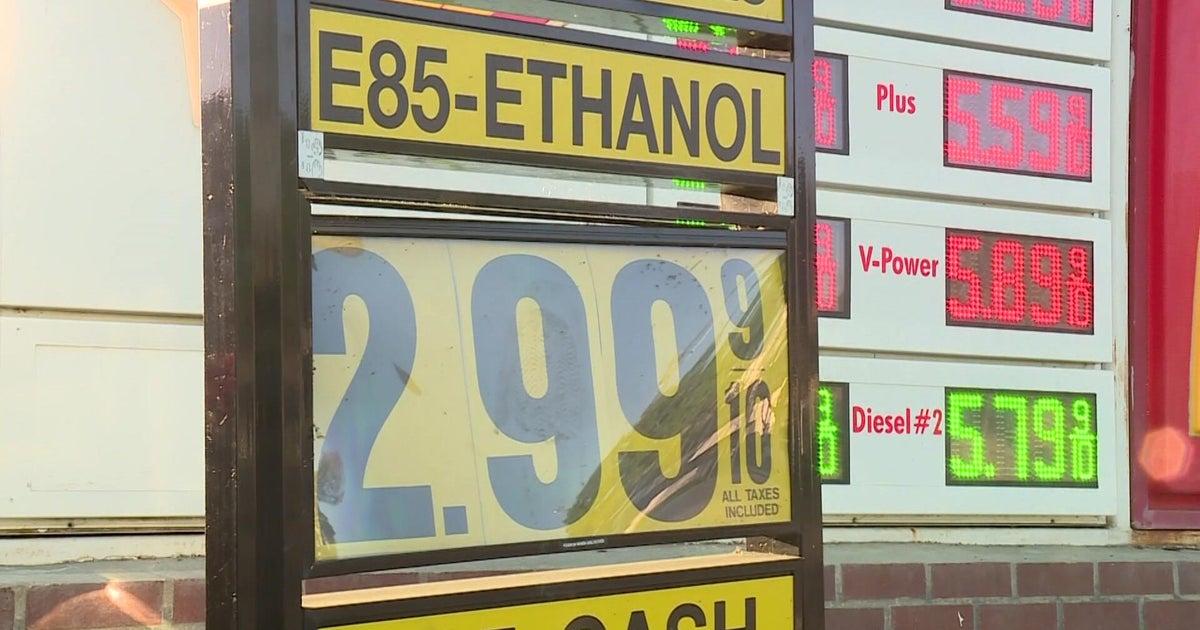 E85-ETHANOL
2.99 9/10
ALL TAXES
INCLUDED
CASH
Plus 5.59 9/10
V-Power 5.89 9/10
Diesel #2 5.79 9/10